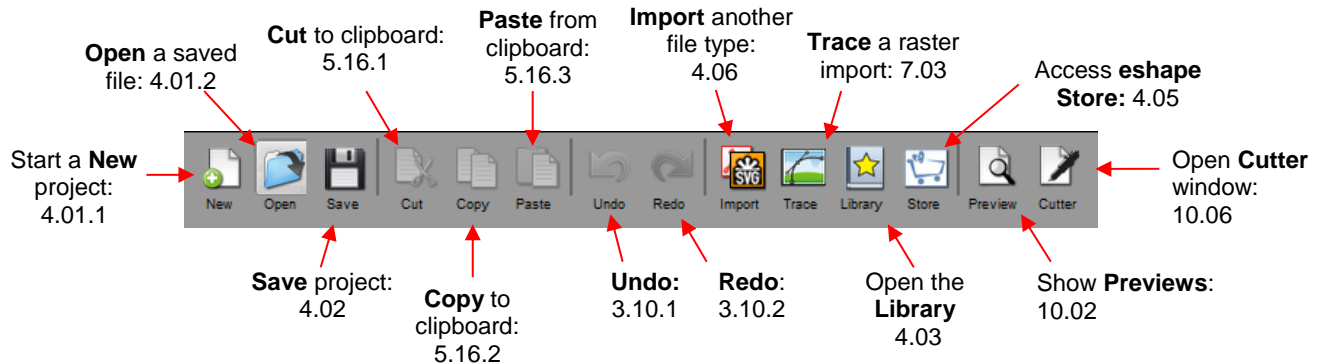 Open a saved
file: 4.01.2
Cut to clipboard:
5.16.1
Paste from
clipboard:
5.16.3
Import another
file type:
4.06
Trace a raster
import: 7.03
Access eshape
Store: 4.05
Start a New
project:
4.01.1
SVG
New Open Save Cut Copy Paste Undo Redo Import Trace Library Store Preview Cutter
Open Cutter
window:
10.06
Save project:
4.02
Copy to
clipboard:
5.16.2
Undo:
3.10.1
Redo:
3.10.2
Open the
Library
4.03
Show Previews:
10.02